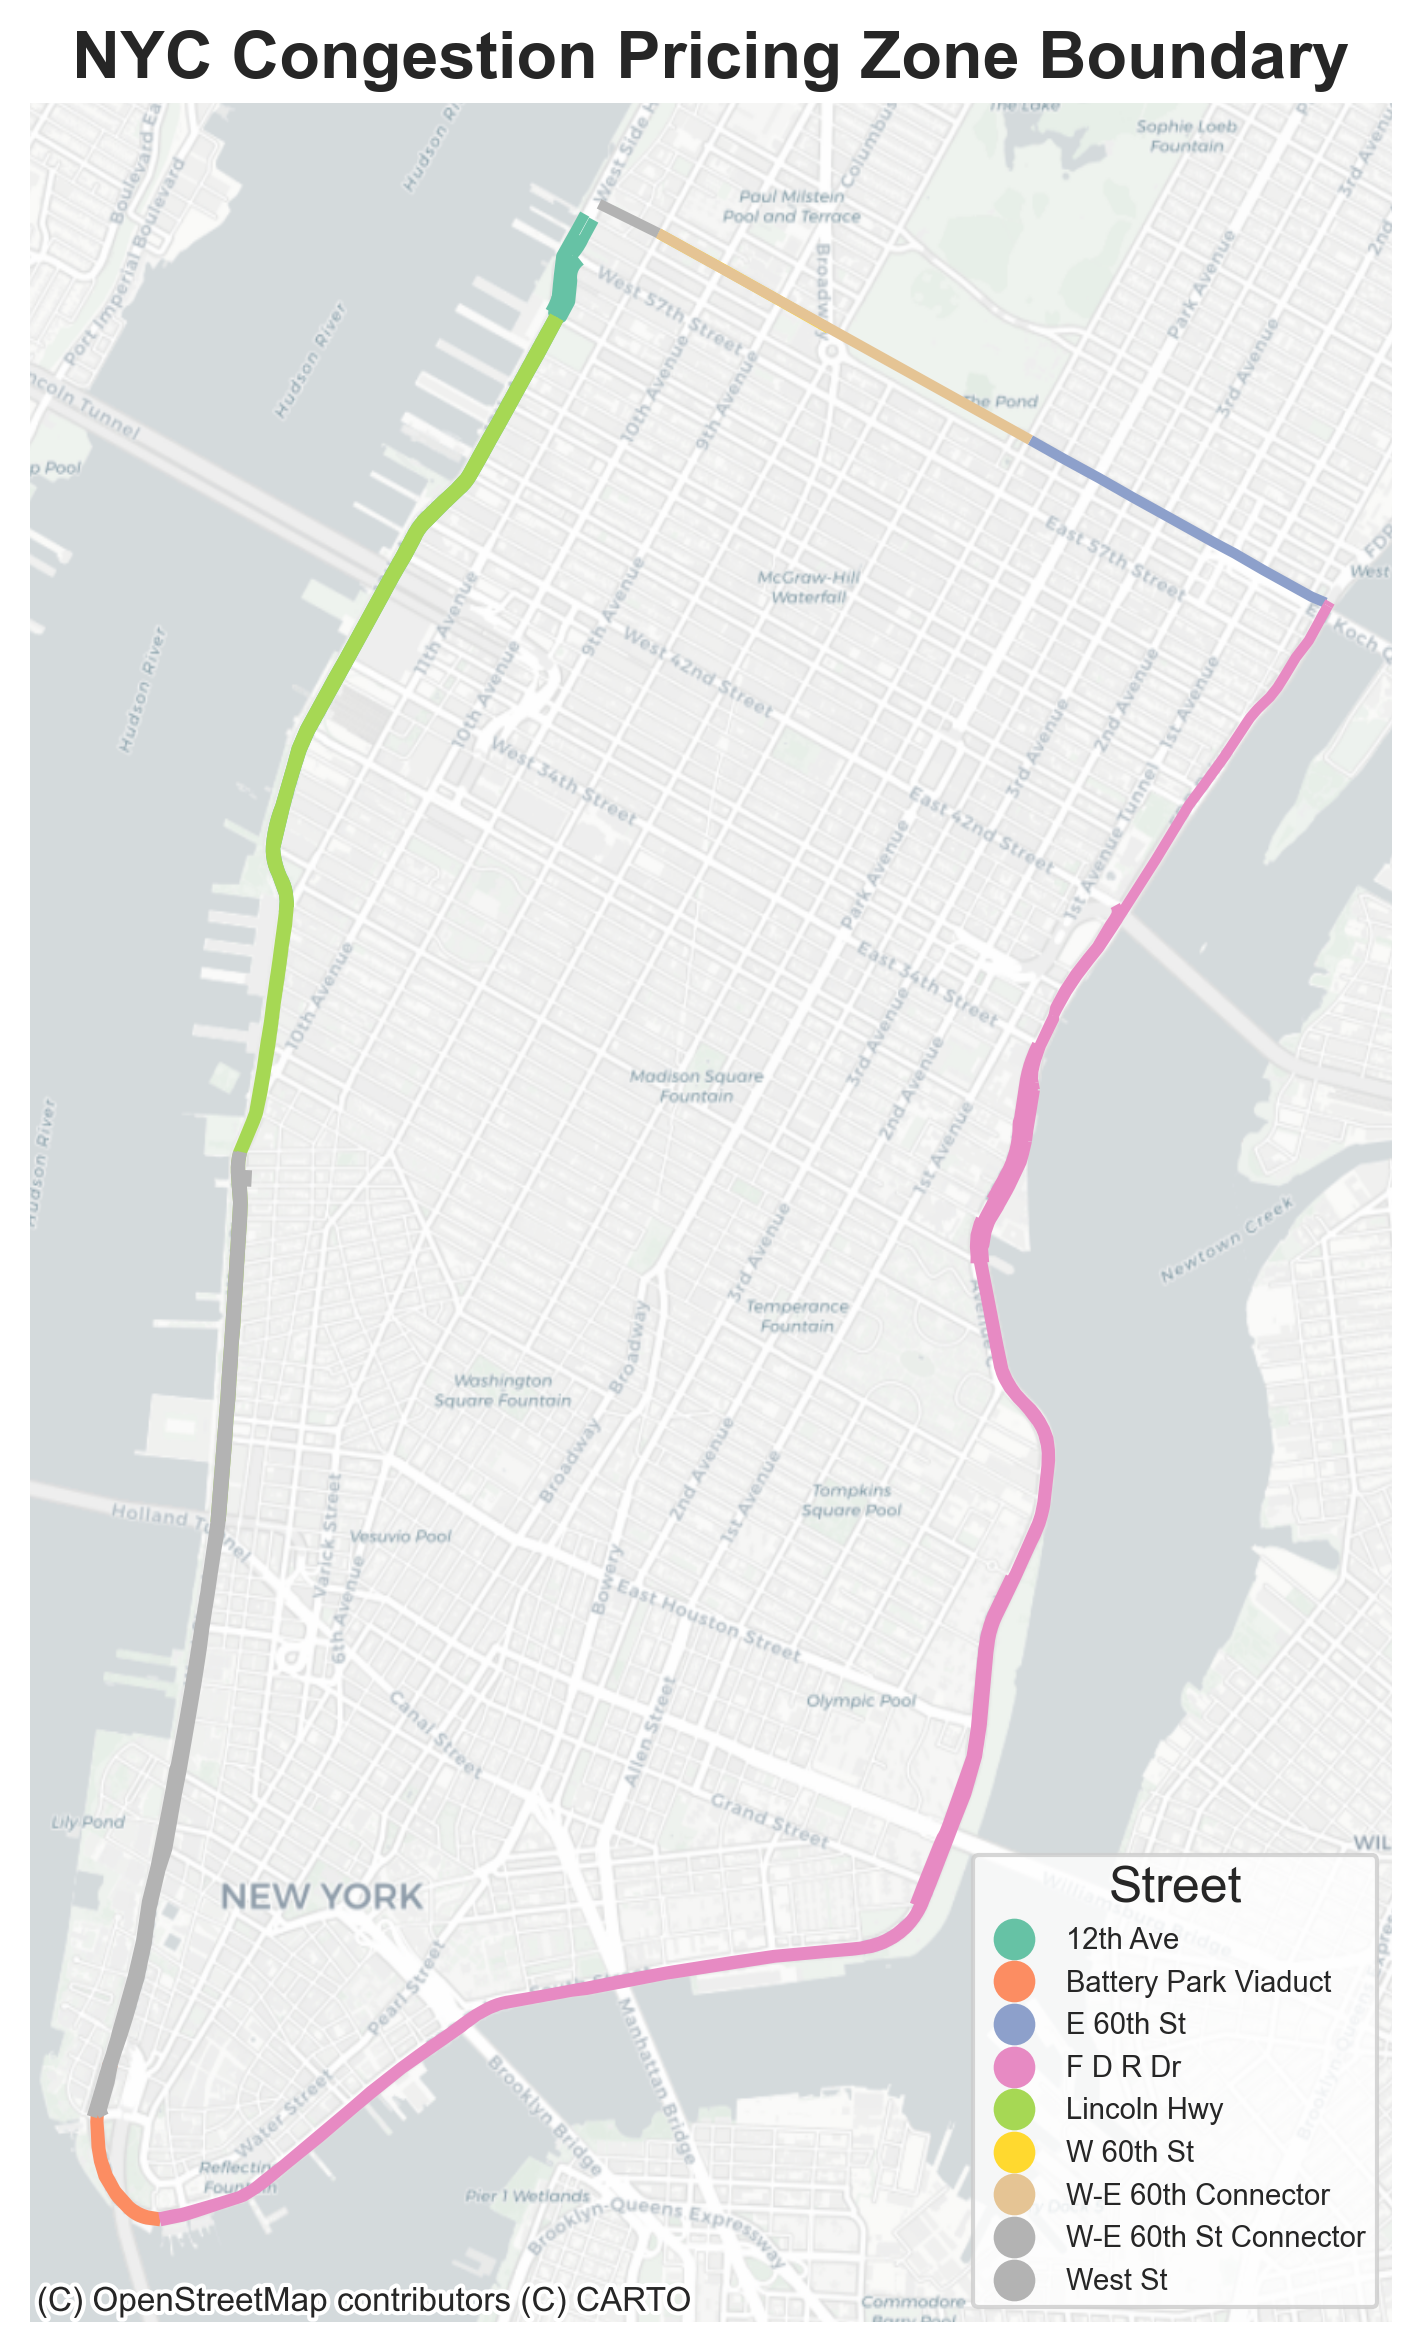 NYC Congestion Pricing Zone Boundary
The Lake
Sophie Loeb
Fountain
3rd Avenue
Hudson River
West Side H
Columbus
Boulevard Ea
Paul Milstein
Pool and Terrace
Port Imperial Boulevard
Broadway
Park Avenue
West 57th Street
Hudson River
3rd Avenue
10th Avenue
9th Avenue
The Pond
ncoln Tunnel
p Pool
East 57th Street
FDR
West
McGraw-Hill
Waterfall
Koch Q
9th Avenue
11th Avenue
10th Avenue
West 42nd Street
Hudson River
2nd Avenue
1st Avenue
3rd Avenue
West 34th Street
East 42nd Street
1st Avenue Tunnel
Park Avenue
East 34th Street
10th Avenue
3rd Avenue
2nd Avenue
1st Avenue
Madison Square
Fountain
Hudson River
Newtown Creek
3rd Avenue
Temperance
Fountain
Avenue C
Broadway
Washington
Square Fountain
Broadway
2nd Avenue
1st Avenue
Tompkins
Square Pool
Holland Tunnel
Varick Street
Vesuvio Pool
6th Avenue
Bowery
East Houston Street
Olympic Pool
Canal Street
Allen Street
Grand Street
Lily Pond
WIL
NEW YORK
Pearl Street
South Street
Manhattan Bridge
Brooklyn Bridge
Water Street
Reflecting
Fountain
Pier 1 Wetlands
Brooklyn-Queens Expressway
Commodore
Barry Pool
Street
12th Ave
Battery Park Viaduct
E 60th St
F D R Dr
Lincoln Hwy
W 60th St
W-E 60th Connector
W-E 60th St Connector
West St
(C) OpenStreetMap contributors (C) CARTO